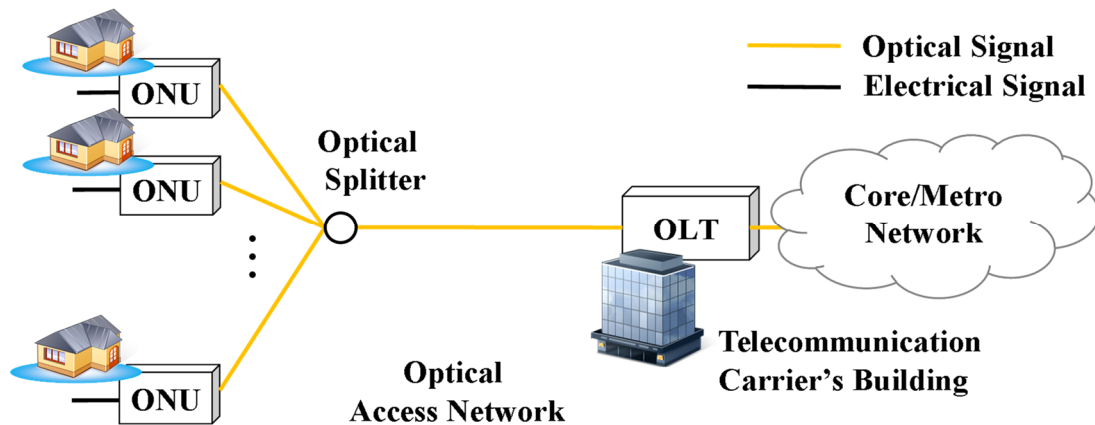 Optical Signal
Electrical Signal
ONU
ONU
Optical
Splitter
OLT
Core/Metro
Network
ONU
Optical
Access Network
Telecommunication
Carrier's Building